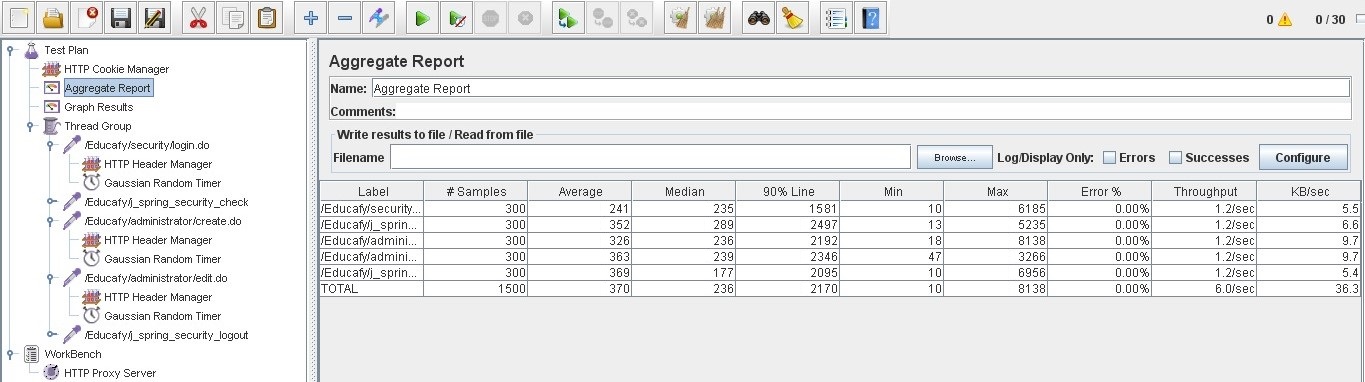 0 0 / 30
Test Plan
HTTP Cookie Manager
Aggregate Report
Graph Results
Thread Group
/Educafy/security/login.do
HTTP Header Manager
Gaussian Random Timer
/Educafy/j_spring_security_check
/Educafy/administrator/create.do
HTTP Header Manager
Gaussian Random Timer
/Educafy/administrator/edit.do
HTTP Header Manager
Gaussian Random Timer
/Educafy/j_spring_security_logout
WorkBench
HTTP Proxy Server
Aggregate Report
Name: Aggregate Report
Comments:
Write results to file / Read from file
Filename Browse... Log/Display Only: Errors Successes Configure
Label # Samples Average Median 90% Line Min Max Error % Throughput KB/sec
/Educafy/security... 300 241 235 1581 10 6185 0.00% 1.2/sec 5.5
/Educafy/j_sprin... 300 352 289 2497 13 5235 0.00% 1.2/sec 6.6
/Educafy/admini... 300 326 236 2192 18 8138 0.00% 1.2/sec 9.7
/Educafy/admini... 300 363 239 2346 47 3266 0.00% 1.2/sec 9.7
/Educafy/j_sprin... 300 369 177 2095 10 6956 0.00% 1.2/sec 5.4
TOTAL 1500 370 236 2170 10 8138 0.00% 6.0/sec 36.3